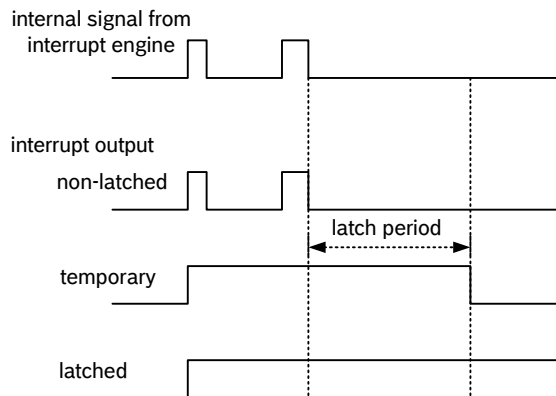 internal signal from
interrupt engine
interrupt output
non-latched
latch period
temporary
latched